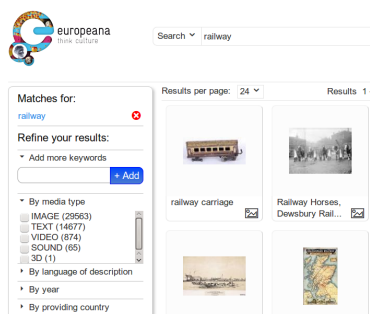 europeana
think culture
Search railway
Matches for:
railway
Refine your results:
Add more keywords
+ Add
By media type
IMAGE (29563)
TEXT (14677)
VIDEO (874)
SOUND (65)
3D (1)
By language of description
By year
By providing country
Results per page: 24 Results 1
railway carriage
Railway Horses,
Dewsbury Rail...